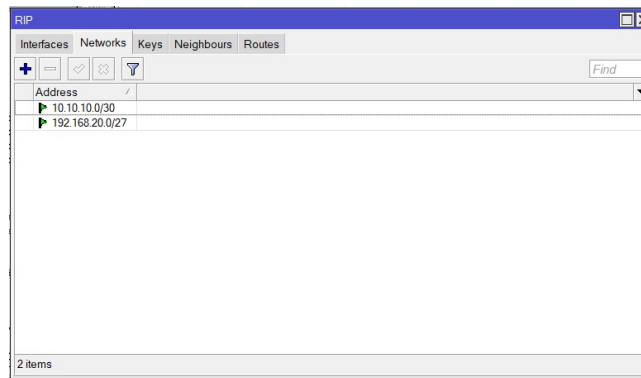 RIP
Interfaces Networks Keys Neighbours Routes
Find
Address
10.10.10.0/30
192.168.20.0/27
2 items